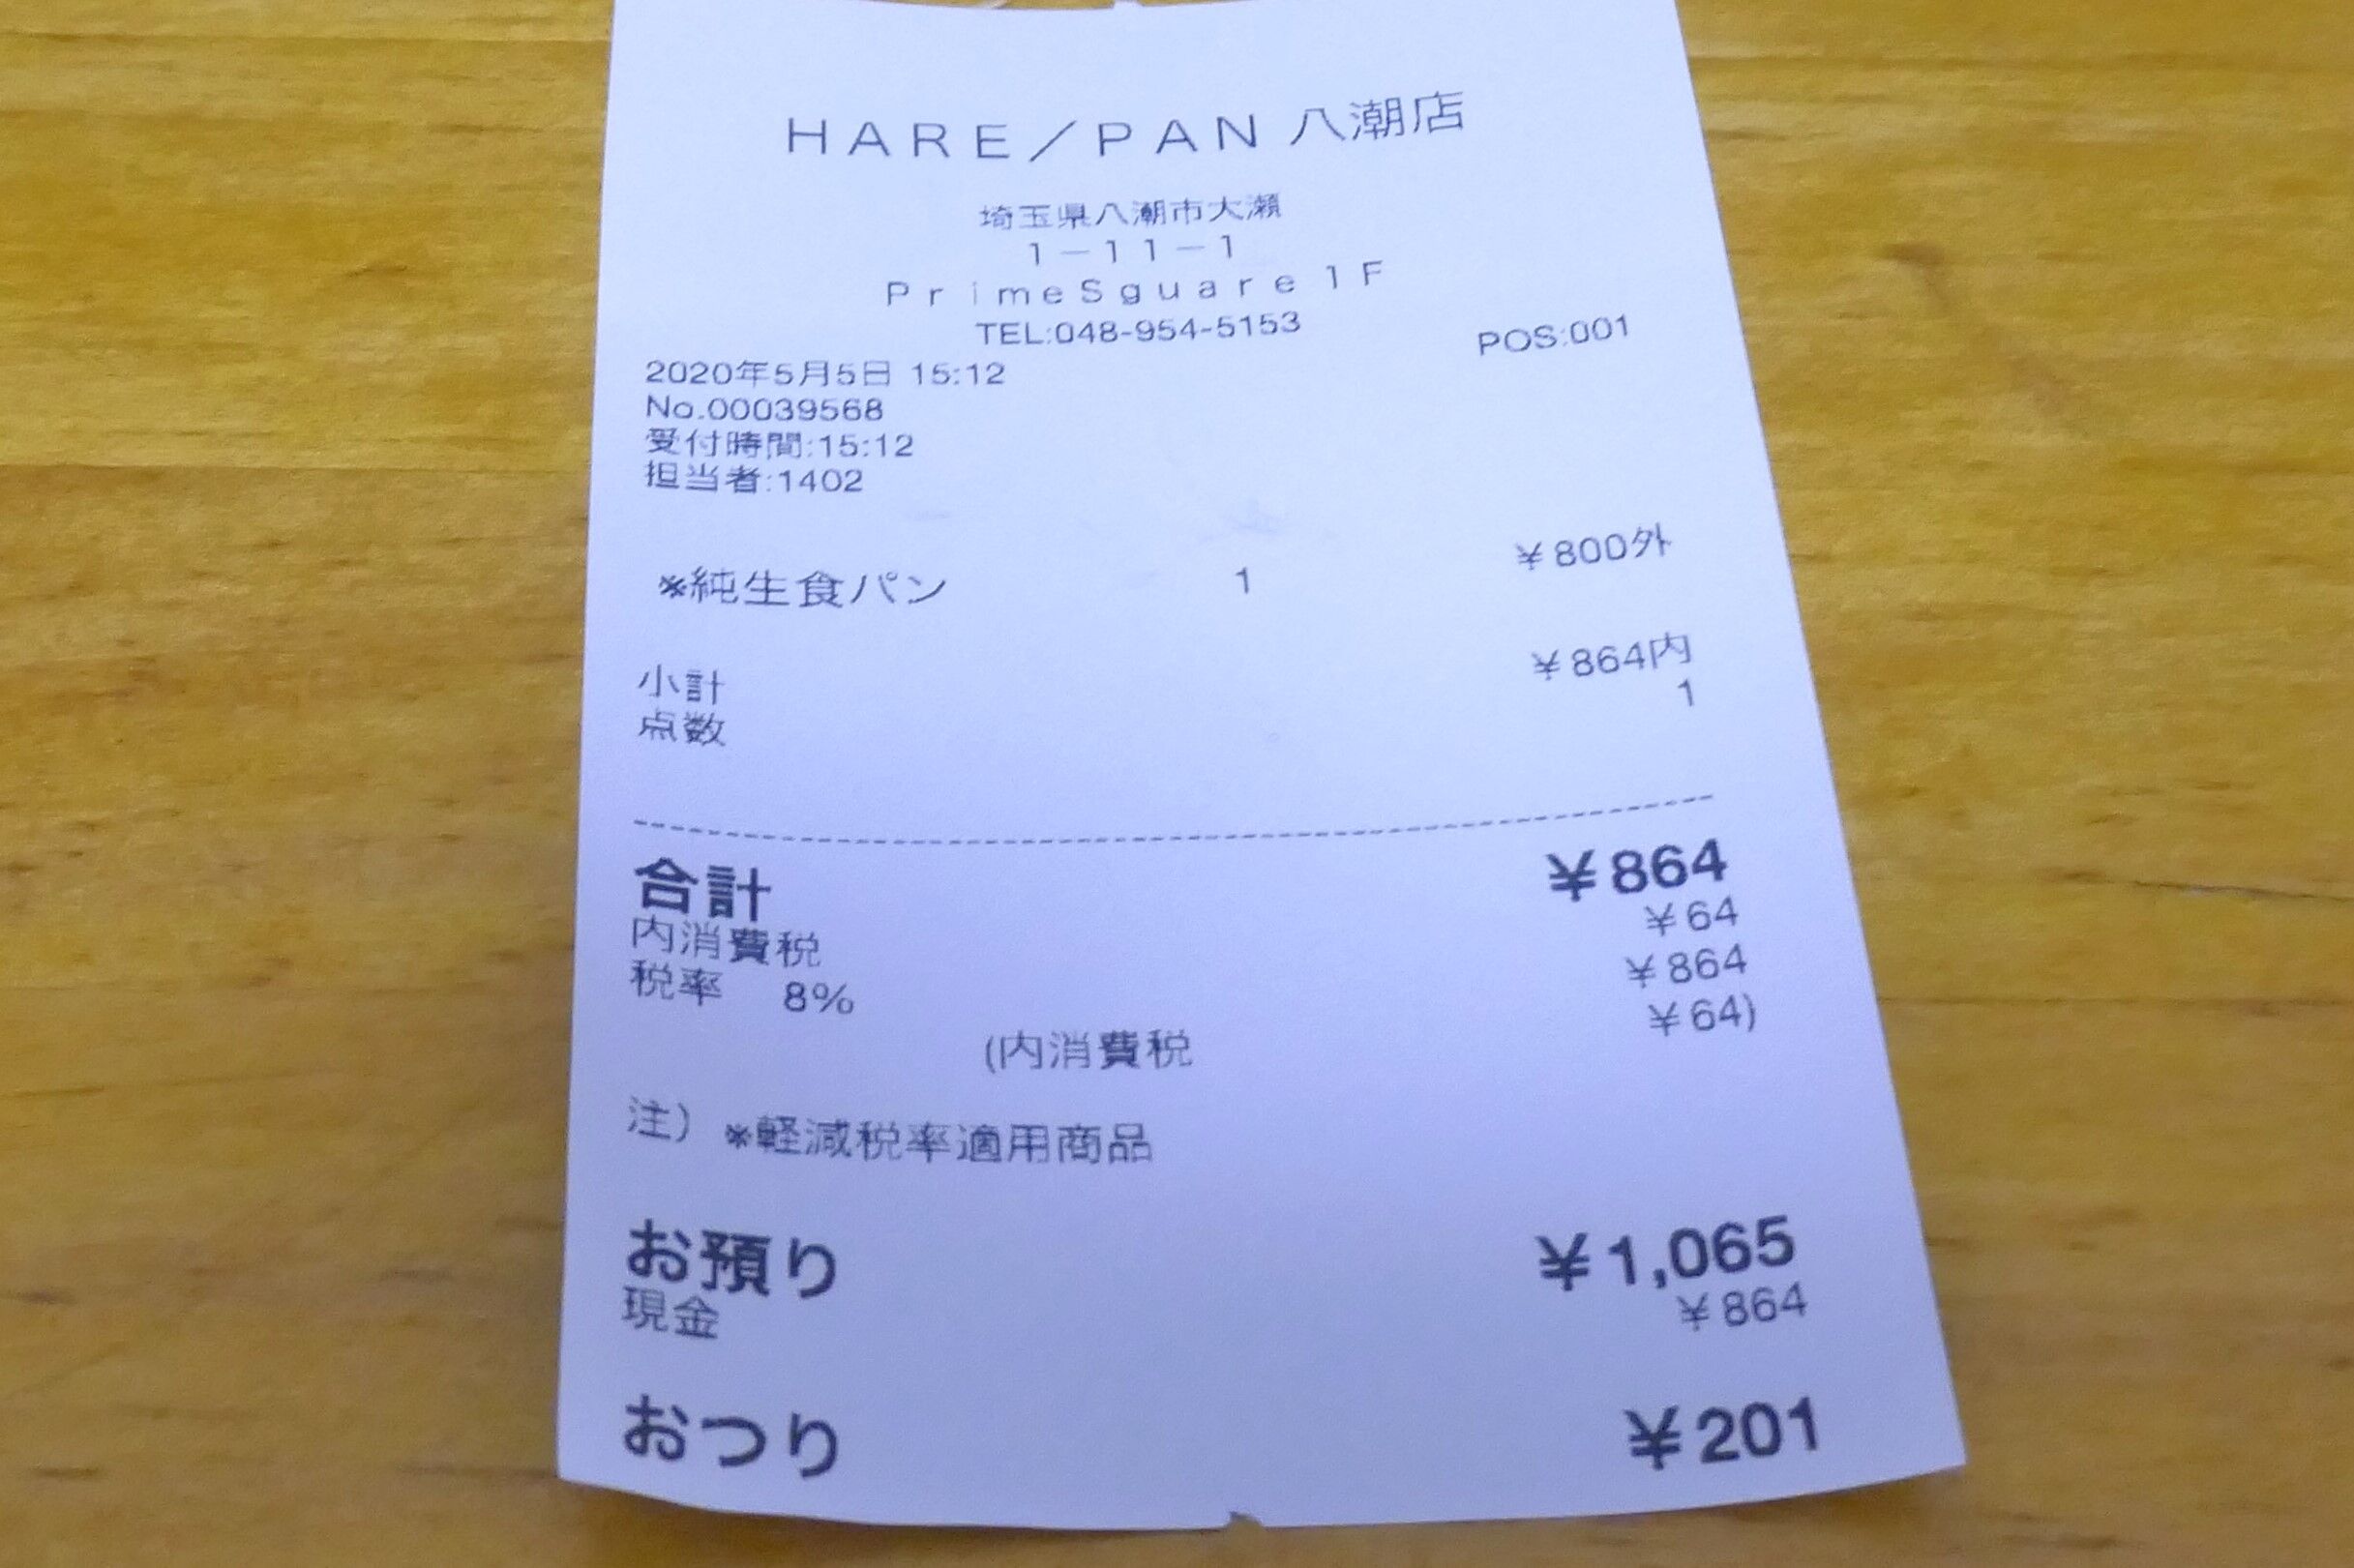 HARE／PAN 八潮店
埼玉県八潮市大瀬
1－11－1
PrimeSguare1F
TEL:048-954-5153
POS:001
2020年5月5日 15:12
No.00039568
受付時間:15:12
担当者:1402
※純生食パン 1 ¥800外
小計 ¥864内
点数 1
合計 ¥864
内消費税 ¥64
税率 8% ¥864
(内消費税 ¥64)
注) ※軽減税率適用商品
お預り ¥1,065
現金 ¥864
おつり ¥201